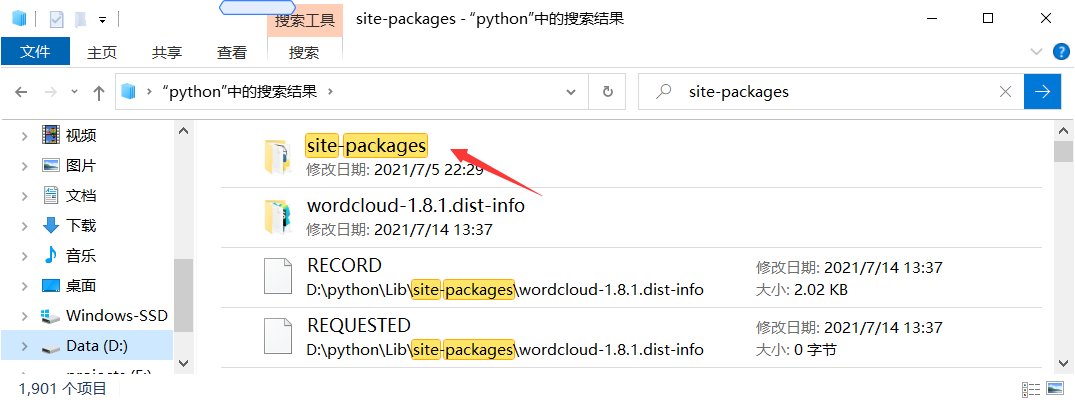 搜索工具
site-packages - “python”中的搜索结果
文件 主页 共享 查看 搜索
“python”中的搜索结果
site-packages
视频
图片
文档
下载
音乐
桌面
Windows-SSD
Data (D:)
site-packages
修改日期: 2021/7/5 22:29
wordcloud-1.8.1.dist-info
修改日期: 2021/7/14 13:37
RECORD
修改日期: 2021/7/14 13:37
D:\python\Lib\site-packages\wordcloud-1.8.1.dist-info
大小: 2.02 KB
REQUESTED
修改日期: 2021/7/14 13:37
D:\python\Lib\site-packages\wordcloud-1.8.1.dist-info
大小: 0 字节
1,901 个项目